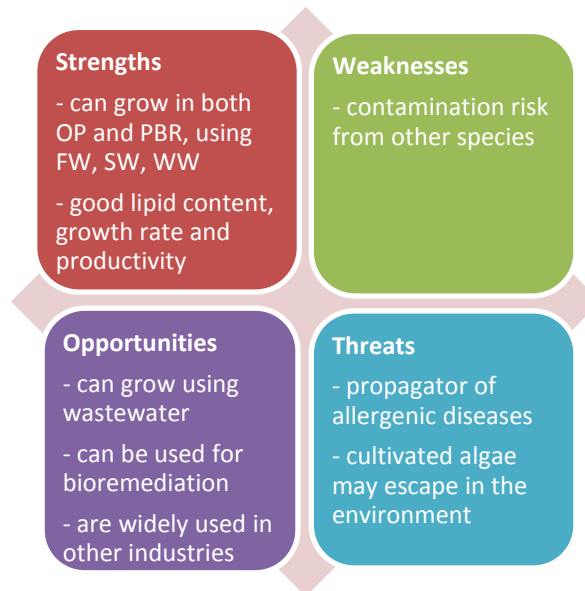 Strengths
- can grow in both
OP and PBR, using
FW, SW, WW
- good lipid content,
growth rate and
productivity
Weaknesses
- contamination risk
from other species
Opportunities
- can grow using
wastewater
- can be used for
bioremediation
- are widely used in
other industries
Threats
- propagator of
allergenic diseases
- cultivated algae
may escape in the
environment